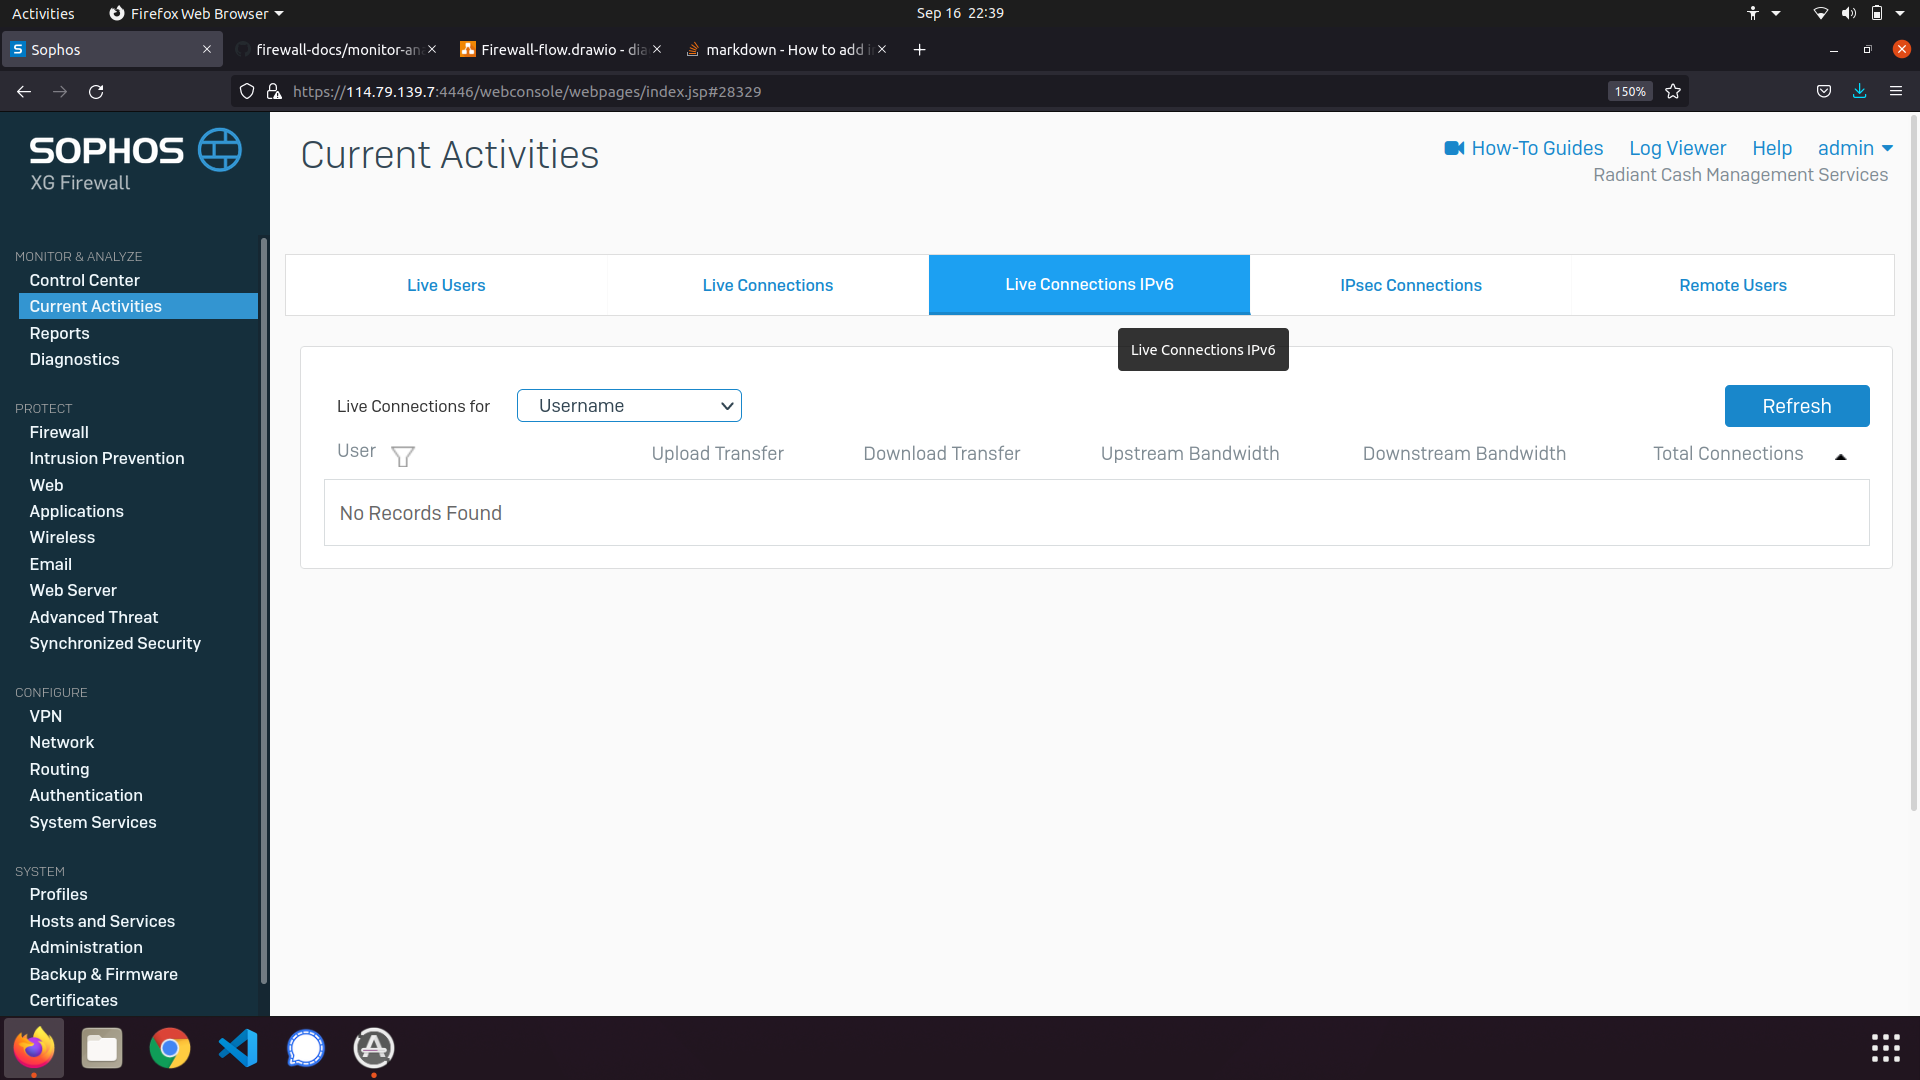 Activities
Firefox Web Browser
Sep 16 22:39
Sophos
firewall-docs/monitor-an
Firewall-flow.drawio - dia
markdown - How to add i
https://114.79.139.7:4446/webconsole/webpages/index.jsp#28329
150%
SOPHOS
XG Firewall
Current Activities
How-To Guides
Log Viewer
Help
admin
Radiant Cash Management Services
MONITOR & ANALYZE
Control Center
Current Activities
Reports
Diagnostics
PROTECT
Firewall
Intrusion Prevention
Web
Applications
Wireless
Email
Web Server
Advanced Threat
Synchronized Security
CONFIGURE
VPN
Network
Routing
Authentication
System Services
SYSTEM
Profiles
Hosts and Services
Administration
Backup & Firmware
Certificates
Live Users
Live Connections
Live Connections IPv6
IPsec Connections
Remote Users
Live Connections IPv6
Live Connections for
Username
Refresh
User
Upload Transfer
Download Transfer
Upstream Bandwidth
Downstream Bandwidth
Total Connections
No Records Found